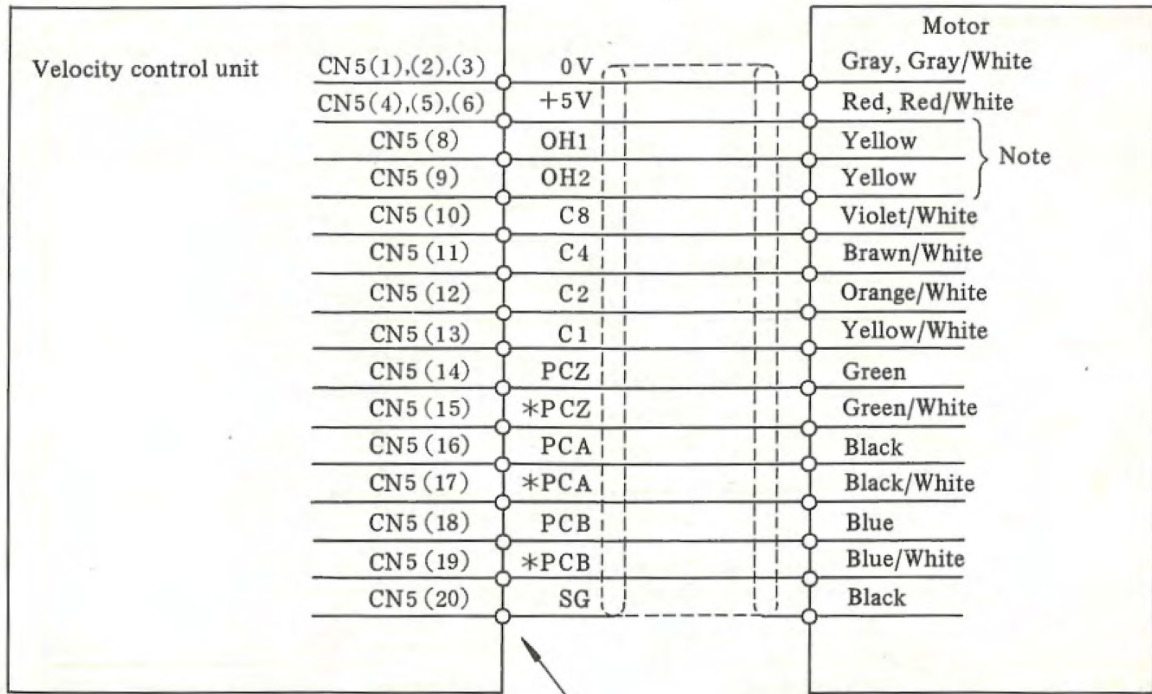 Motor
Velocity control unit CN5(1),(2),(3) 0V Gray, Gray/White
CN5(4),(5),(6) +5V Red, Red/White
CN5(8) OH1 Yellow
Note
CN5(9) OH2 Yellow
CN5(10) C8 Violet/White
CN5(11) C4 Brawn/White
CN5(12) C2 Orange/White
CN5(13) C1 Yellow/White
CN5(14) PCZ Green
CN5(15) *PCZ Green/White
CN5(16) PCA Black
CN5(17) *PCA Black/White
CN5(18) PCB Blue
CN5(19) *PCB Blue/White
CN5(20) SG Black